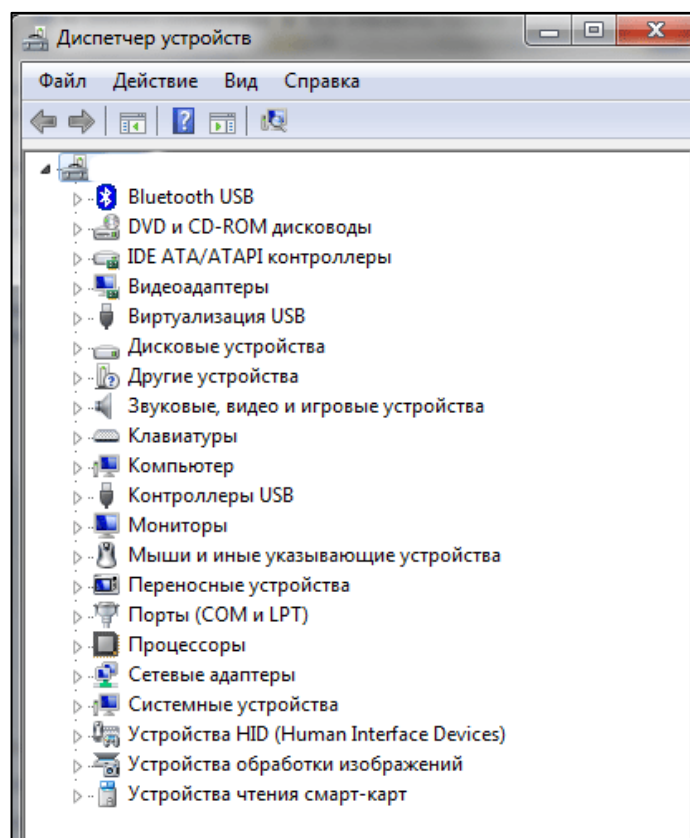 Диспетчер устройств
Файл Действие Вид Справка
Bluetooth USB
DVD и CD-ROM дисководы
IDE ATA/ATAPI контроллеры
Видеоадаптеры
Виртуализация USB
Дисковые устройства
Другие устройства
Звуковые, видео и игровые устройства
Клавиатуры
Компьютер
Контроллеры USB
Мониторы
Мыши и иные указывающие устройства
Переносные устройства
Порты (COM и LPT)
Процессоры
Сетевые адаптеры
Системные устройства
Устройства HID (Human Interface Devices)
Устройства обработки изображений
Устройства чтения смарт-карт